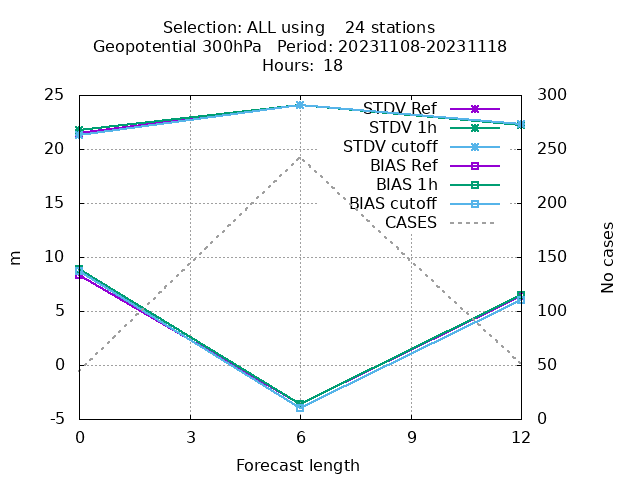 Selection: ALL using    24 stations
Geopotential 300hPa   Period: 20231108-20231118
Hours: 18
25
20
15
10
5
0
-5
m
STDV Ref
STDV 1h
STDV cutoff
BIAS Ref
BIAS 1h
BIAS cutoff
CASES
300
250
200
150
100
50
0
No cases
0 3 6 9 12
Forecast length